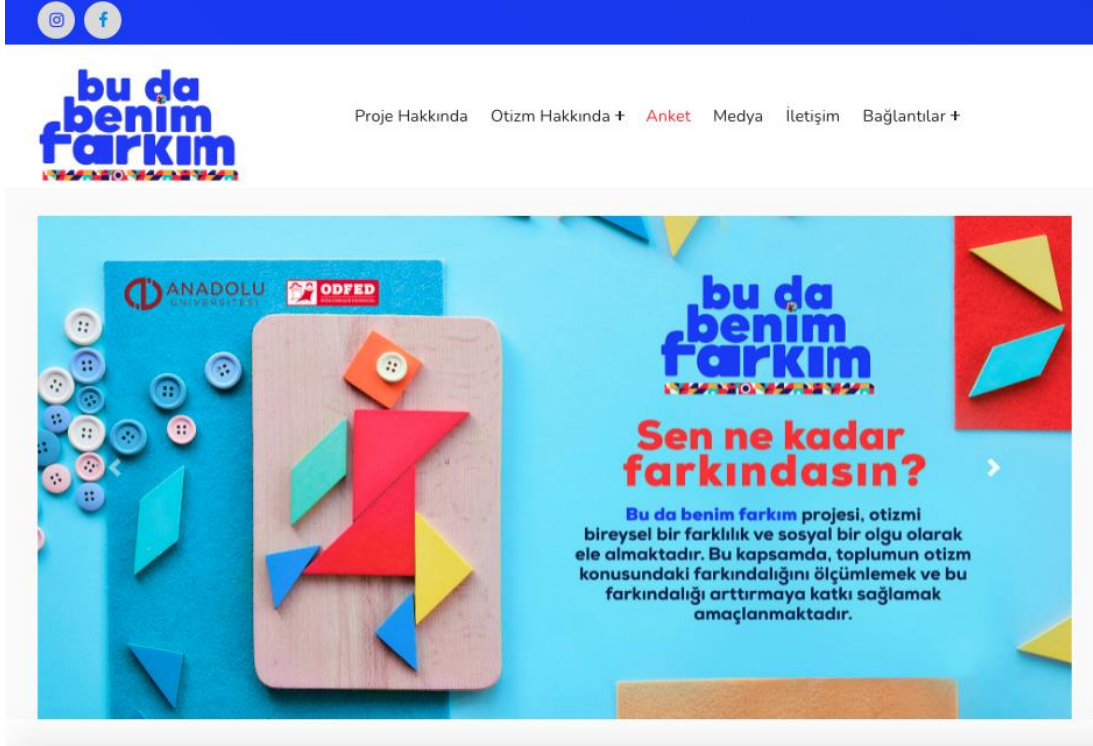 bu da
benim
farkım
Proje Hakkında Otizm Hakkında + Anket Medya İletişim Bağlantılar +
ANADOLU
ÜNİVERSİTESİ
ODFED
bu da
benim
farkım
Sen ne kadar
farkındasın?
Bu da benim farkım projesi, otizmi
bireysel bir farklılık ve sosyal bir olgu olarak
ele almaktadır. Bu kapsamda, toplumun otizm
konusundaki farkındalığını ölçümlemek ve bu
farkındalığı arttırmaya katkı sağlamak
amaçlanmaktadır.